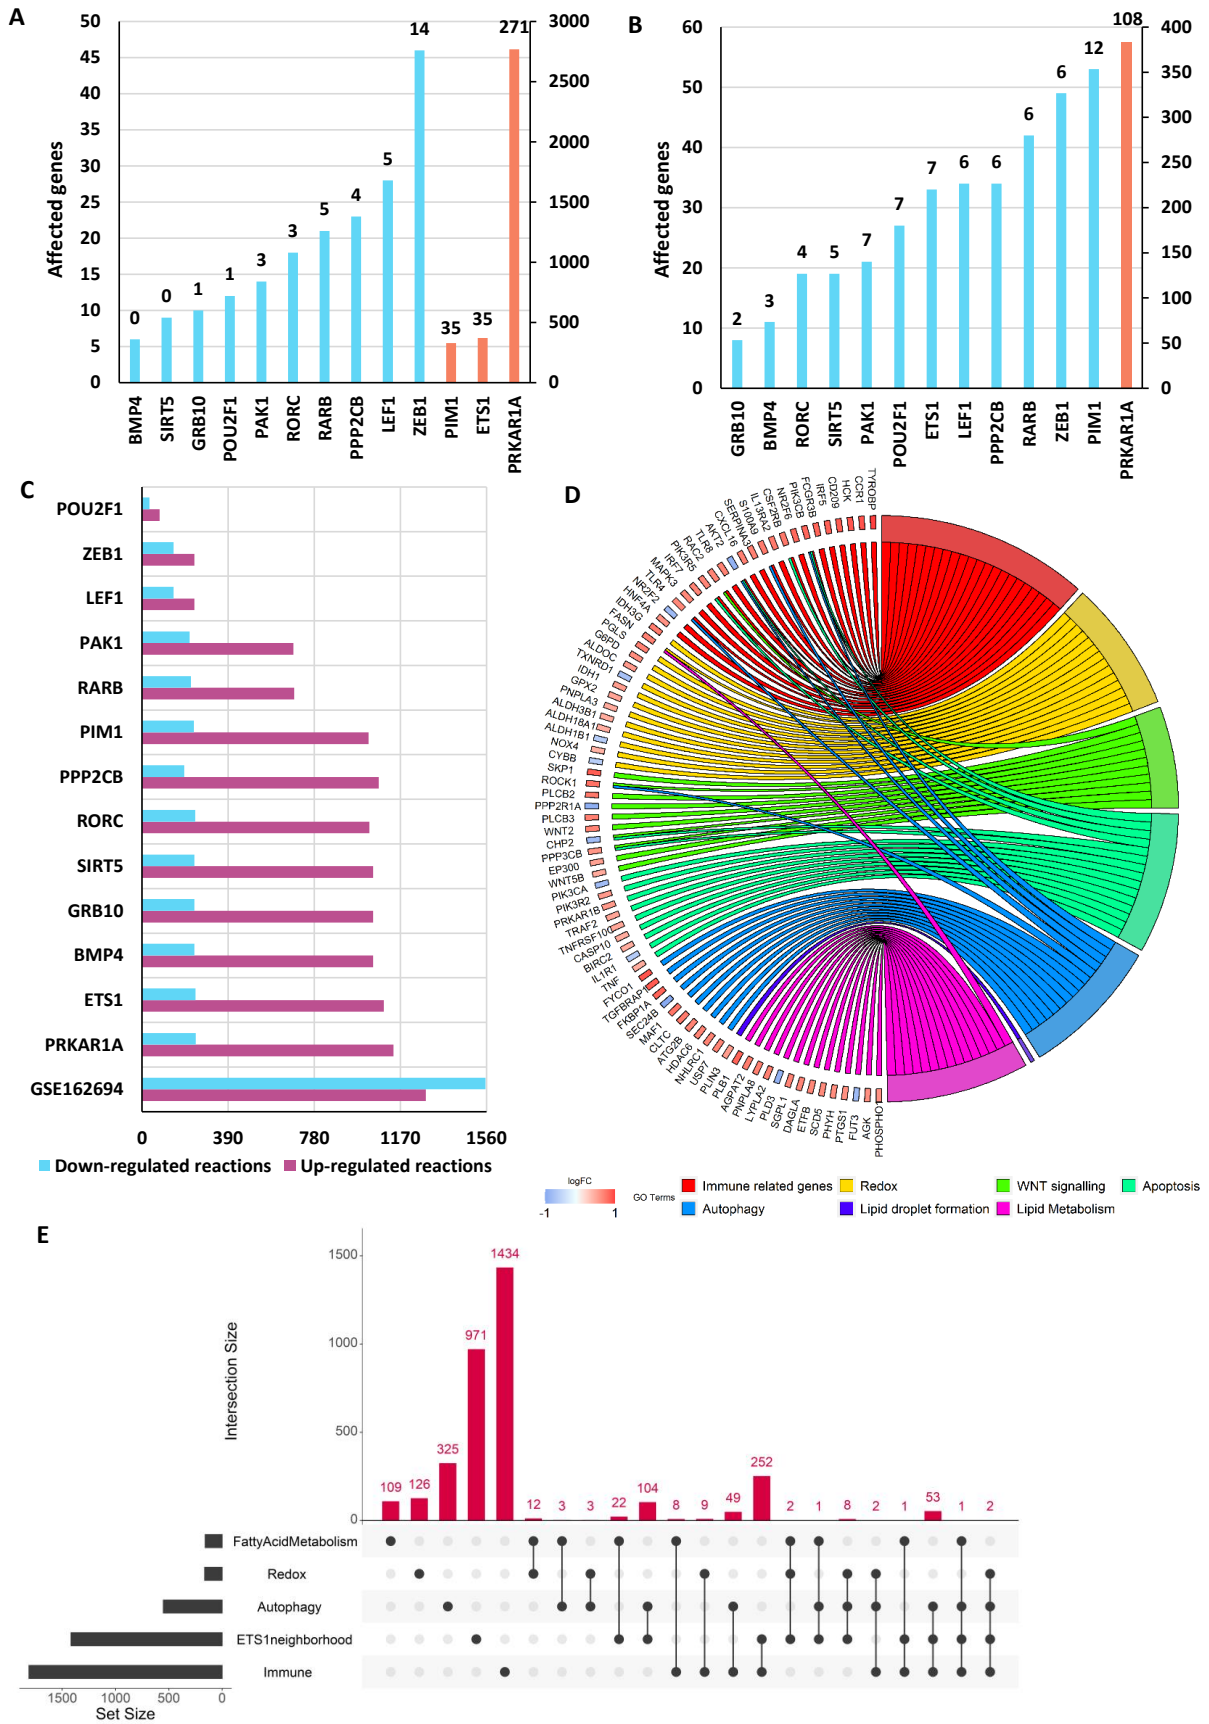 A
Affected genes
50
45
40
35
30
25
20
15
10
5
0
3000
2500
2000
1500
1000
500
0
0
0
1
1
3
3
5
4
5
14
35
35
271
BMP4
SIRT5
GRB10
POU2F1
PAK1
RORC
RARB
PPP2CB
LEF1
ZEB1
PIM1
ETS1
PRKAR1A
B
Affected genes
60
50
40
30
20
10
0
400
350
300
250
200
150
100
50
0
2
3
4
5
7
7
7
6
6
6
6
12
108
GRB10
BMP4
RORC
SIRT5
PAK1
POU2F1
ETS1
LEF1
PPP2CB
RARB
ZEB1
PIM1
PRKAR1A
C
POU2F1
ZEB1
LEF1
PAK1
RARB
PIM1
PPP2CB
RORC
SIRT5
GRB10
BMP4
ETS1
PRKAR1A
GSE162694
0 390 780 1170 1560
Down-regulated reactions Up-regulated reactions
D
TYROBP
CCR1
HCK
CD209
IRF5
FCGR3B
PIK3CB
NR2F6
CSF2RB
IL13RA2
S100A9
SERPINA3
CXCL16
AKT2
TLR8
RAC2
PIK3R5
IRF7
MAPK3
TLR4
NR2F2
HNF4A
IDH3G
FASN
PGLS
G6PD
ALDOC
TXNRD1
IDH1
GPX2
PNPLA3
ALDH3B1
ALDH18A1
ALDH1B1
NOX4
CYBB
SKP1
ROCK1
PLCB2
PPP2R1A
PLCB3
WNT2
CHP2
PPP3CB
EP300
WNT5B
PIK3CA
PIK3R2
PRKAR1B
TRAF2
TNFRSF10C
CASP10
BIRC2
IL1R1
TNF
FYCO1
TGFBRAP1
FKBP1A
SEC24B
MAF1
CLTC
ATG2B
HDAC6
NHLRC1
USP7
PLIN3
PLB1
AGPAT2
PNPLA8
LYPLA2
PLD3
SGPL1
DAGLA
ETFB
SCD5
PHYH
PTGS1
FUT3
AGK
PHOSPHO1
logFC
-1 1
GO Terms
Immune related genes Redox WNT signalling Apoptosis
Autophagy Lipid droplet formation Lipid Metabolism
E
Intersection Size
1500
1000
500
0
109
126
325
971
1434
12
3
3
22
104
8
9
49
252
2
1
8
2
1
53
1
2
FattyAcidMetabolism
Redox
Autophagy
ETS1neighborhood
Immune
1500 1000 500 0
Set Size